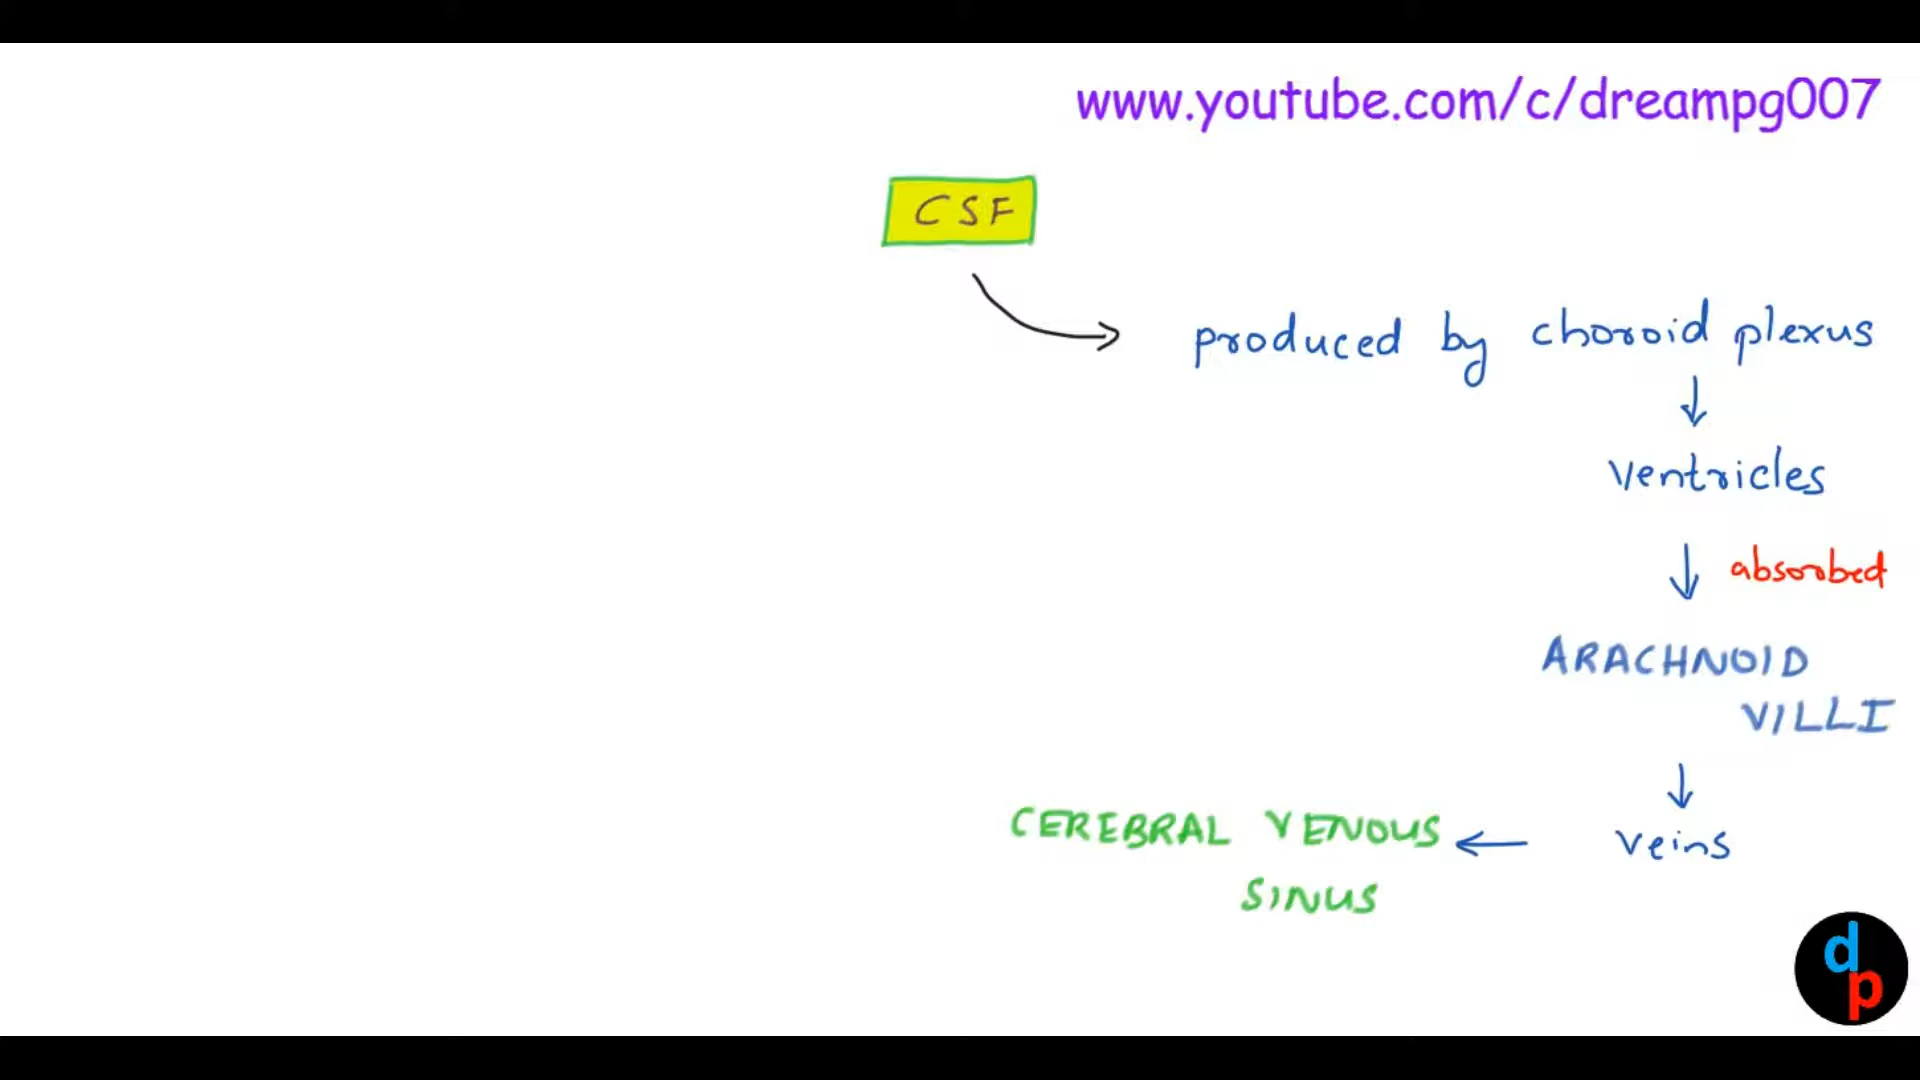 www.youtube.com/c/dreampg007
CSF
produced by choroid plexus
ventricles
absorbed
ARACHNOID
VILLI
veins
CEREBRAL VENOUS
SINUS
dp